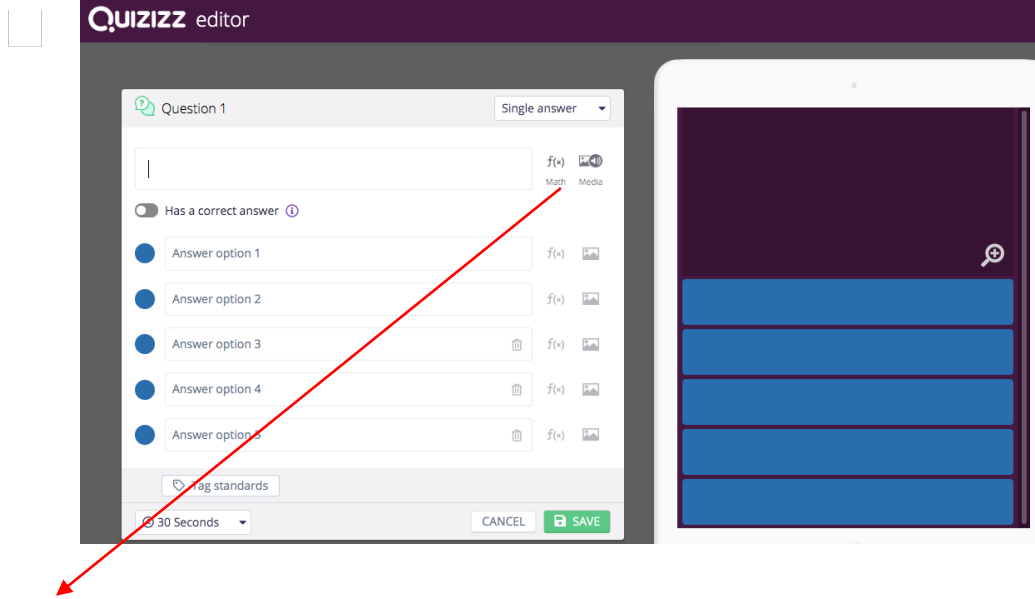 QUIZIZZ editor
Question 1
Single answer
f(x)
Math Media
Has a correct answer
Answer option 1 f(x)
Answer option 2 f(x)
Answer option 3 f(x)
Answer option 4 f(x)
Answer option 5 f(x)
Tag standards
30 Seconds CANCEL SAVE